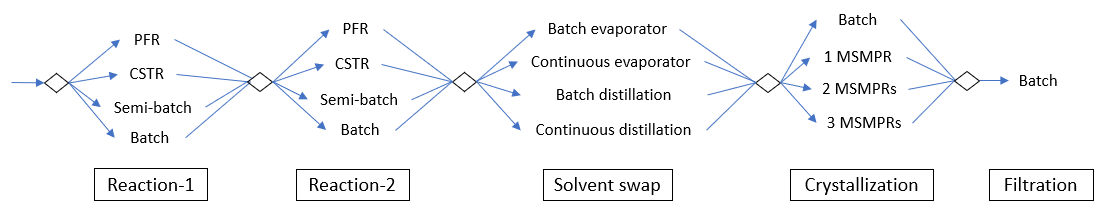 PFR
CSTR
Semi-batch
Batch
Reaction-1
PFR
CSTR
Semi-batch
Batch
Reaction-2
Batch evaporator
Continuous evaporator
Batch distillation
Continuous distillation
Solvent swap
Batch
1 MSMPR
2 MSMPRs
3 MSMPRs
Crystallization
Batch
Filtration